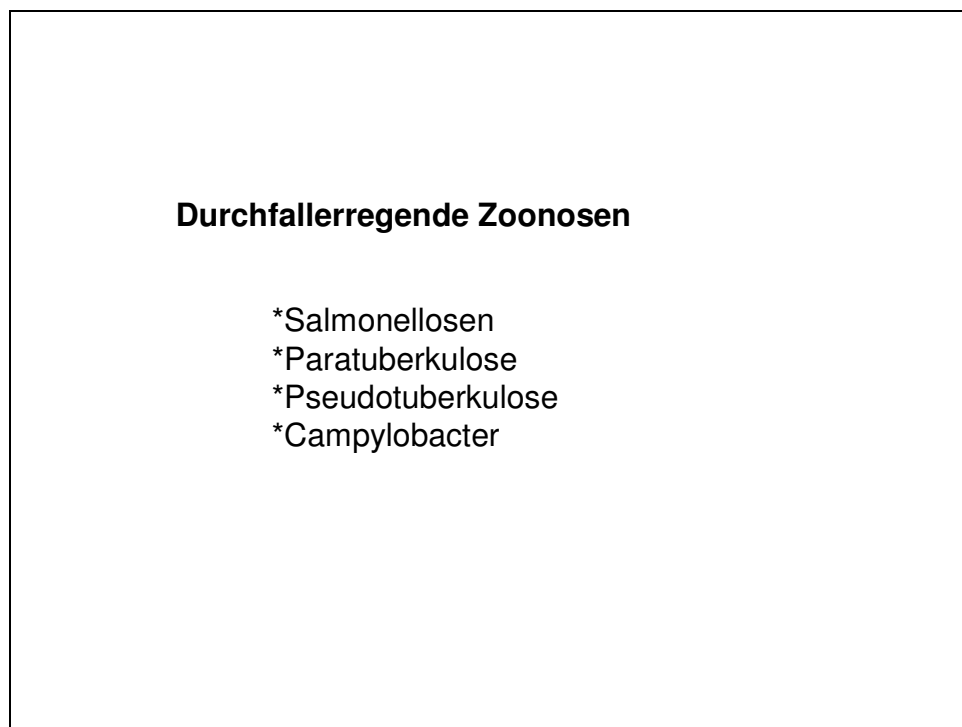 Durchfallerregende Zoonosen
*Salmonellosen
*Paratuberkulose
*Pseudotuberkulose
*Campylobacter